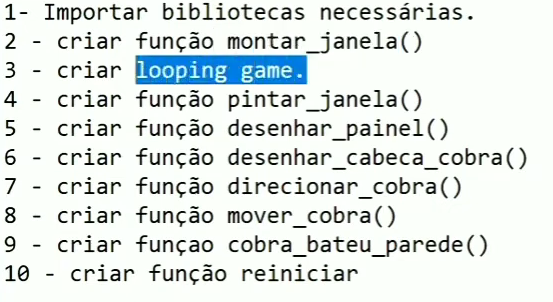 1- Importar bibliotecas necessárias.
2 - criar função montar_janela()
3 - criar looping game.
4 - criar função pintar_janela()
5 - criar função desenhar_painel()
6 - criar função desenhar_cabeca_cobra()
7 - criar função direcionar_cobra()
8 - criar função mover_cobra()
9 - criar funçao cobra_bateu_parede()
10 - criar função reiniciar